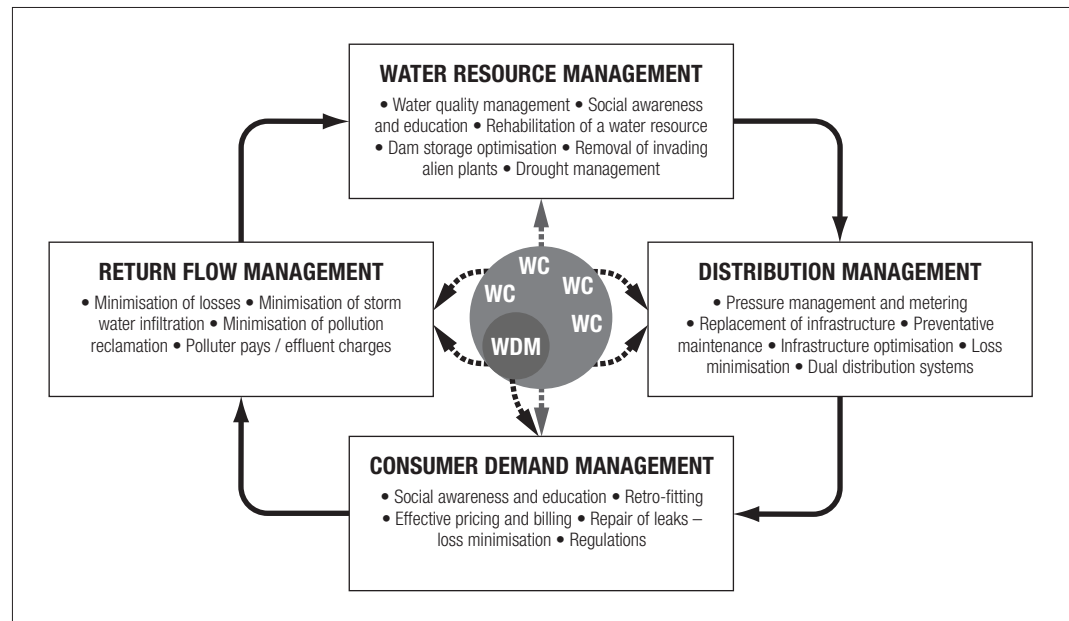 WATER RESOURCE MANAGEMENT
• Water quality management • Social awareness
and education • Rehabilitation of a water resource
• Dam storage optimisation • Removal of invading
alien plants • Drought management
RETURN FLOW MANAGEMENT
• Minimisation of losses • Minimisation of storm
water infiltration • Minimisation of pollution
reclamation • Polluter pays / effluent charges
WC
WC
WC
WC
WDM
DISTRIBUTION MANAGEMENT
• Pressure management and metering
• Replacement of infrastructure • Preventative
maintenance • Infrastructure optimisation • Loss
minimisation • Dual distribution systems
CONSUMER DEMAND MANAGEMENT
• Social awareness and education • Retro-fitting
• Effective pricing and billing • Repair of leaks –
loss minimisation • Regulations